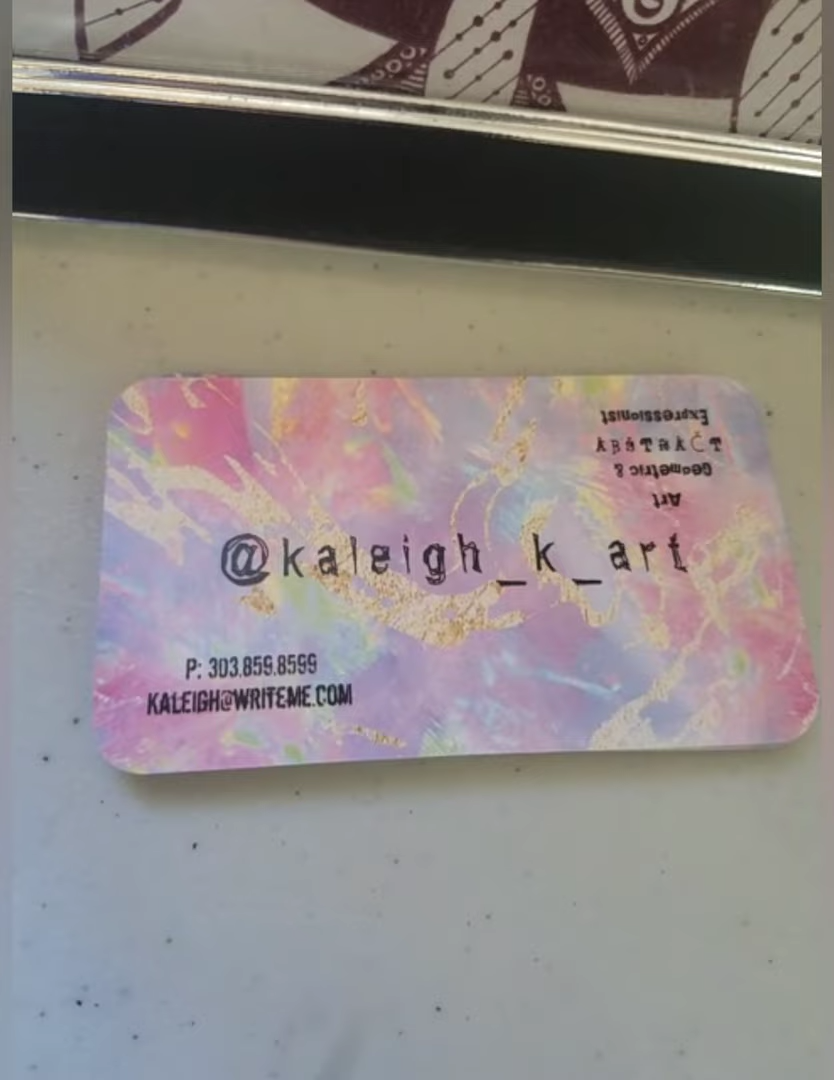 Art
Geometric &
ABSTRACT
Expressionist
@kaleigh_k_art
P: 303.859.8599
KALEIGH@WRITEME.COM